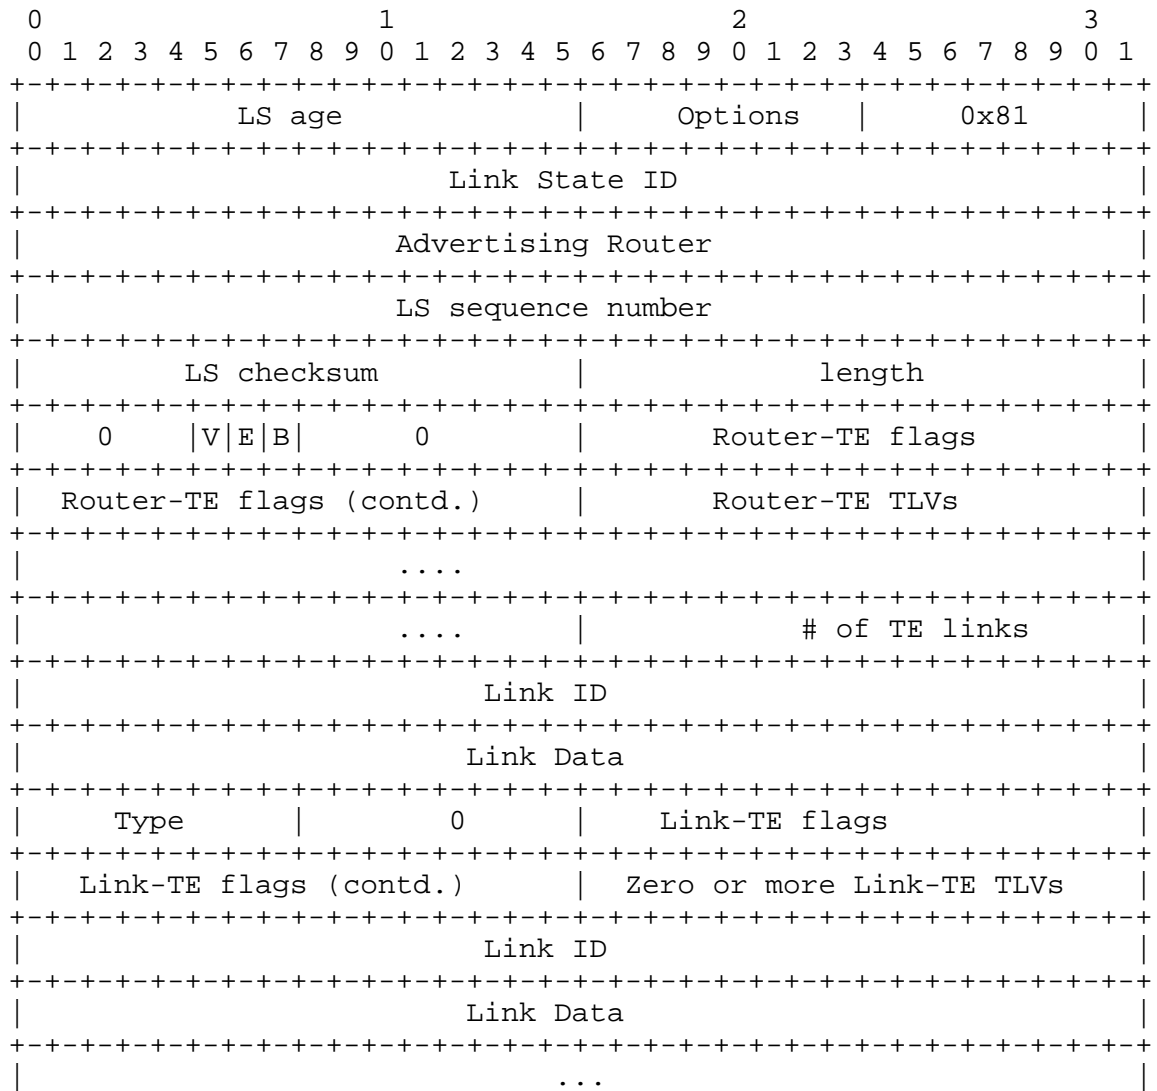 0                   1                   2                   3
 0 1 2 3 4 5 6 7 8 9 0 1 2 3 4 5 6 7 8 9 0 1 2 3 4 5 6 7 8 9 0 1
+-+-+-+-+-+-+-+-+-+-+-+-+-+-+-+-+-+-+-+-+-+-+-+-+-+-+-+-+-+-+-+-+
|            LS age             |     Options   |     0x81      |
+-+-+-+-+-+-+-+-+-+-+-+-+-+-+-+-+-+-+-+-+-+-+-+-+-+-+-+-+-+-+-+-+
|                        Link State ID                          |
+-+-+-+-+-+-+-+-+-+-+-+-+-+-+-+-+-+-+-+-+-+-+-+-+-+-+-+-+-+-+-+-+
|                     Advertising Router                        |
+-+-+-+-+-+-+-+-+-+-+-+-+-+-+-+-+-+-+-+-+-+-+-+-+-+-+-+-+-+-+-+-+
|                     LS sequence number                        |
+-+-+-+-+-+-+-+-+-+-+-+-+-+-+-+-+-+-+-+-+-+-+-+-+-+-+-+-+-+-+-+-+
|         LS checksum           |             length            |
+-+-+-+-+-+-+-+-+-+-+-+-+-+-+-+-+-+-+-+-+-+-+-+-+-+-+-+-+-+-+-+-+
|    0    |V|E|B|      0        |       Router-TE flags         |
+-+-+-+-+-+-+-+-+-+-+-+-+-+-+-+-+-+-+-+-+-+-+-+-+-+-+-+-+-+-+-+-+
|  Router-TE flags (contd.)     |       Router-TE TLVs          |
+-+-+-+-+-+-+-+-+-+-+-+-+-+-+-+-+-+-+-+-+-+-+-+-+-+-+-+-+-+-+-+-+
|                     ....                                      |
+-+-+-+-+-+-+-+-+-+-+-+-+-+-+-+-+-+-+-+-+-+-+-+-+-+-+-+-+-+-+-+-+
|                     ....      |            # of TE links      |
+-+-+-+-+-+-+-+-+-+-+-+-+-+-+-+-+-+-+-+-+-+-+-+-+-+-+-+-+-+-+-+-+
|                          Link ID                              |
+-+-+-+-+-+-+-+-+-+-+-+-+-+-+-+-+-+-+-+-+-+-+-+-+-+-+-+-+-+-+-+-+
|                         Link Data                             |
+-+-+-+-+-+-+-+-+-+-+-+-+-+-+-+-+-+-+-+-+-+-+-+-+-+-+-+-+-+-+-+-+
|     Type      |        0      |    Link-TE flags              |
+-+-+-+-+-+-+-+-+-+-+-+-+-+-+-+-+-+-+-+-+-+-+-+-+-+-+-+-+-+-+-+-+
|   Link-TE flags (contd.)      |  Zero or more Link-TE TLVs    |
+-+-+-+-+-+-+-+-+-+-+-+-+-+-+-+-+-+-+-+-+-+-+-+-+-+-+-+-+-+-+-+-+
|                          Link ID                              |
+-+-+-+-+-+-+-+-+-+-+-+-+-+-+-+-+-+-+-+-+-+-+-+-+-+-+-+-+-+-+-+-+
|                         Link Data                             |
+-+-+-+-+-+-+-+-+-+-+-+-+-+-+-+-+-+-+-+-+-+-+-+-+-+-+-+-+-+-+-+-+
|                              ...                              |